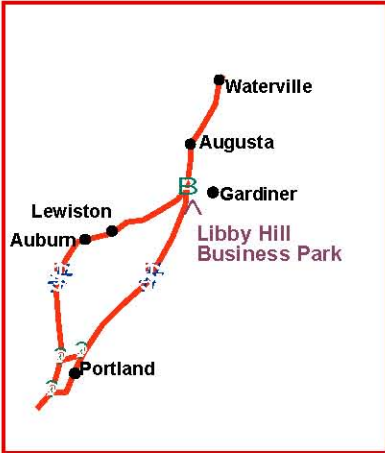 Waterville
Augusta
B
Gardiner
Lewiston
Libby Hill
Auburn
Business Park
Portland